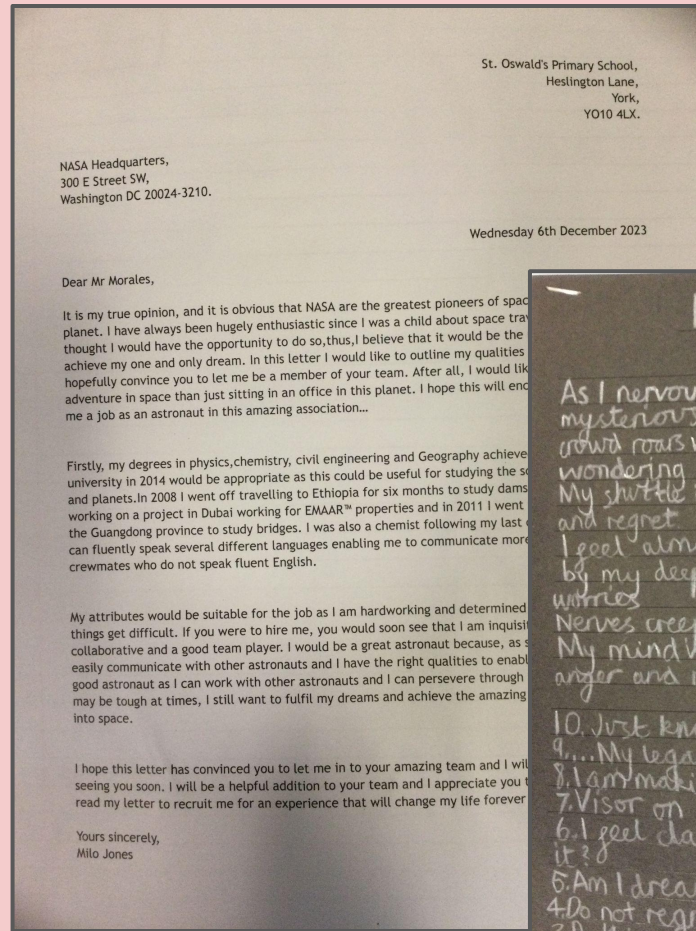 St. Oswald's Primary School,
Heslington Lane,
York,
YO10 4LX.
NASA Headquarters,
300 E Street SW,
Washington DC 20024-3210.
Wednesday 6th December 2023
Dear Mr Morales,
It is my true opinion, and it is obvious that NASA are the greatest pioneers of
planet. I have always been hugely enthusiastic since I was a child about space
thought I would have the opportunity to do so,thus,I believe that it would be the
achieve my one and only dream. In this letter I would like to outline my qualities
hopefully convince you to let me be a member of your team. After all, I would
adventure in space than just sitting in an office in this planet. I hope this will
me a job as an astronaut in this amazing association...
Firstly, my degrees in physics,chemistry, civil engineering and Geography
university in 2014 would be appropriate as this could be useful for studying the
and planets.In 2008 I went off travelling to Ethiopia for six months to study dams
working on a project in Dubai working for EMAAR™ properties and in 2011 I went
the Guangdong province to study bridges. I was also a chemist following my last
can fluently speak several different languages enabling me to communicate more
crewmates who do not speak fluent English.
My attributes would be suitable for the job as I am hardworking and determined
things get difficult. If you were to hire me, you would soon see that I am
collaborative and a good team player. I would be a great astronaut because, as
easily communicate with other astronauts and I have the right qualities to
good astronaut as I can work with other astronauts and I can persevere through
may be tough at times, I still want to fulfil my dreams and achieve the amazing
into space.
I hope this letter has convinced you to let me in to your amazing team and I
seeing you soon. I will be a helpful addition to your team and I appreciate you
read my letter to recruit me for an experience that will change my life forever
Yours sincerely,
Milo Jones
As I
crowd roars
wondering
My shuttle
and regret
I feel
by my
worries
Nerves
My mind
anger and
10. Just
9....My
8.I am
7.Visor on
6.I feel
it?
5.Am I
4.Do not